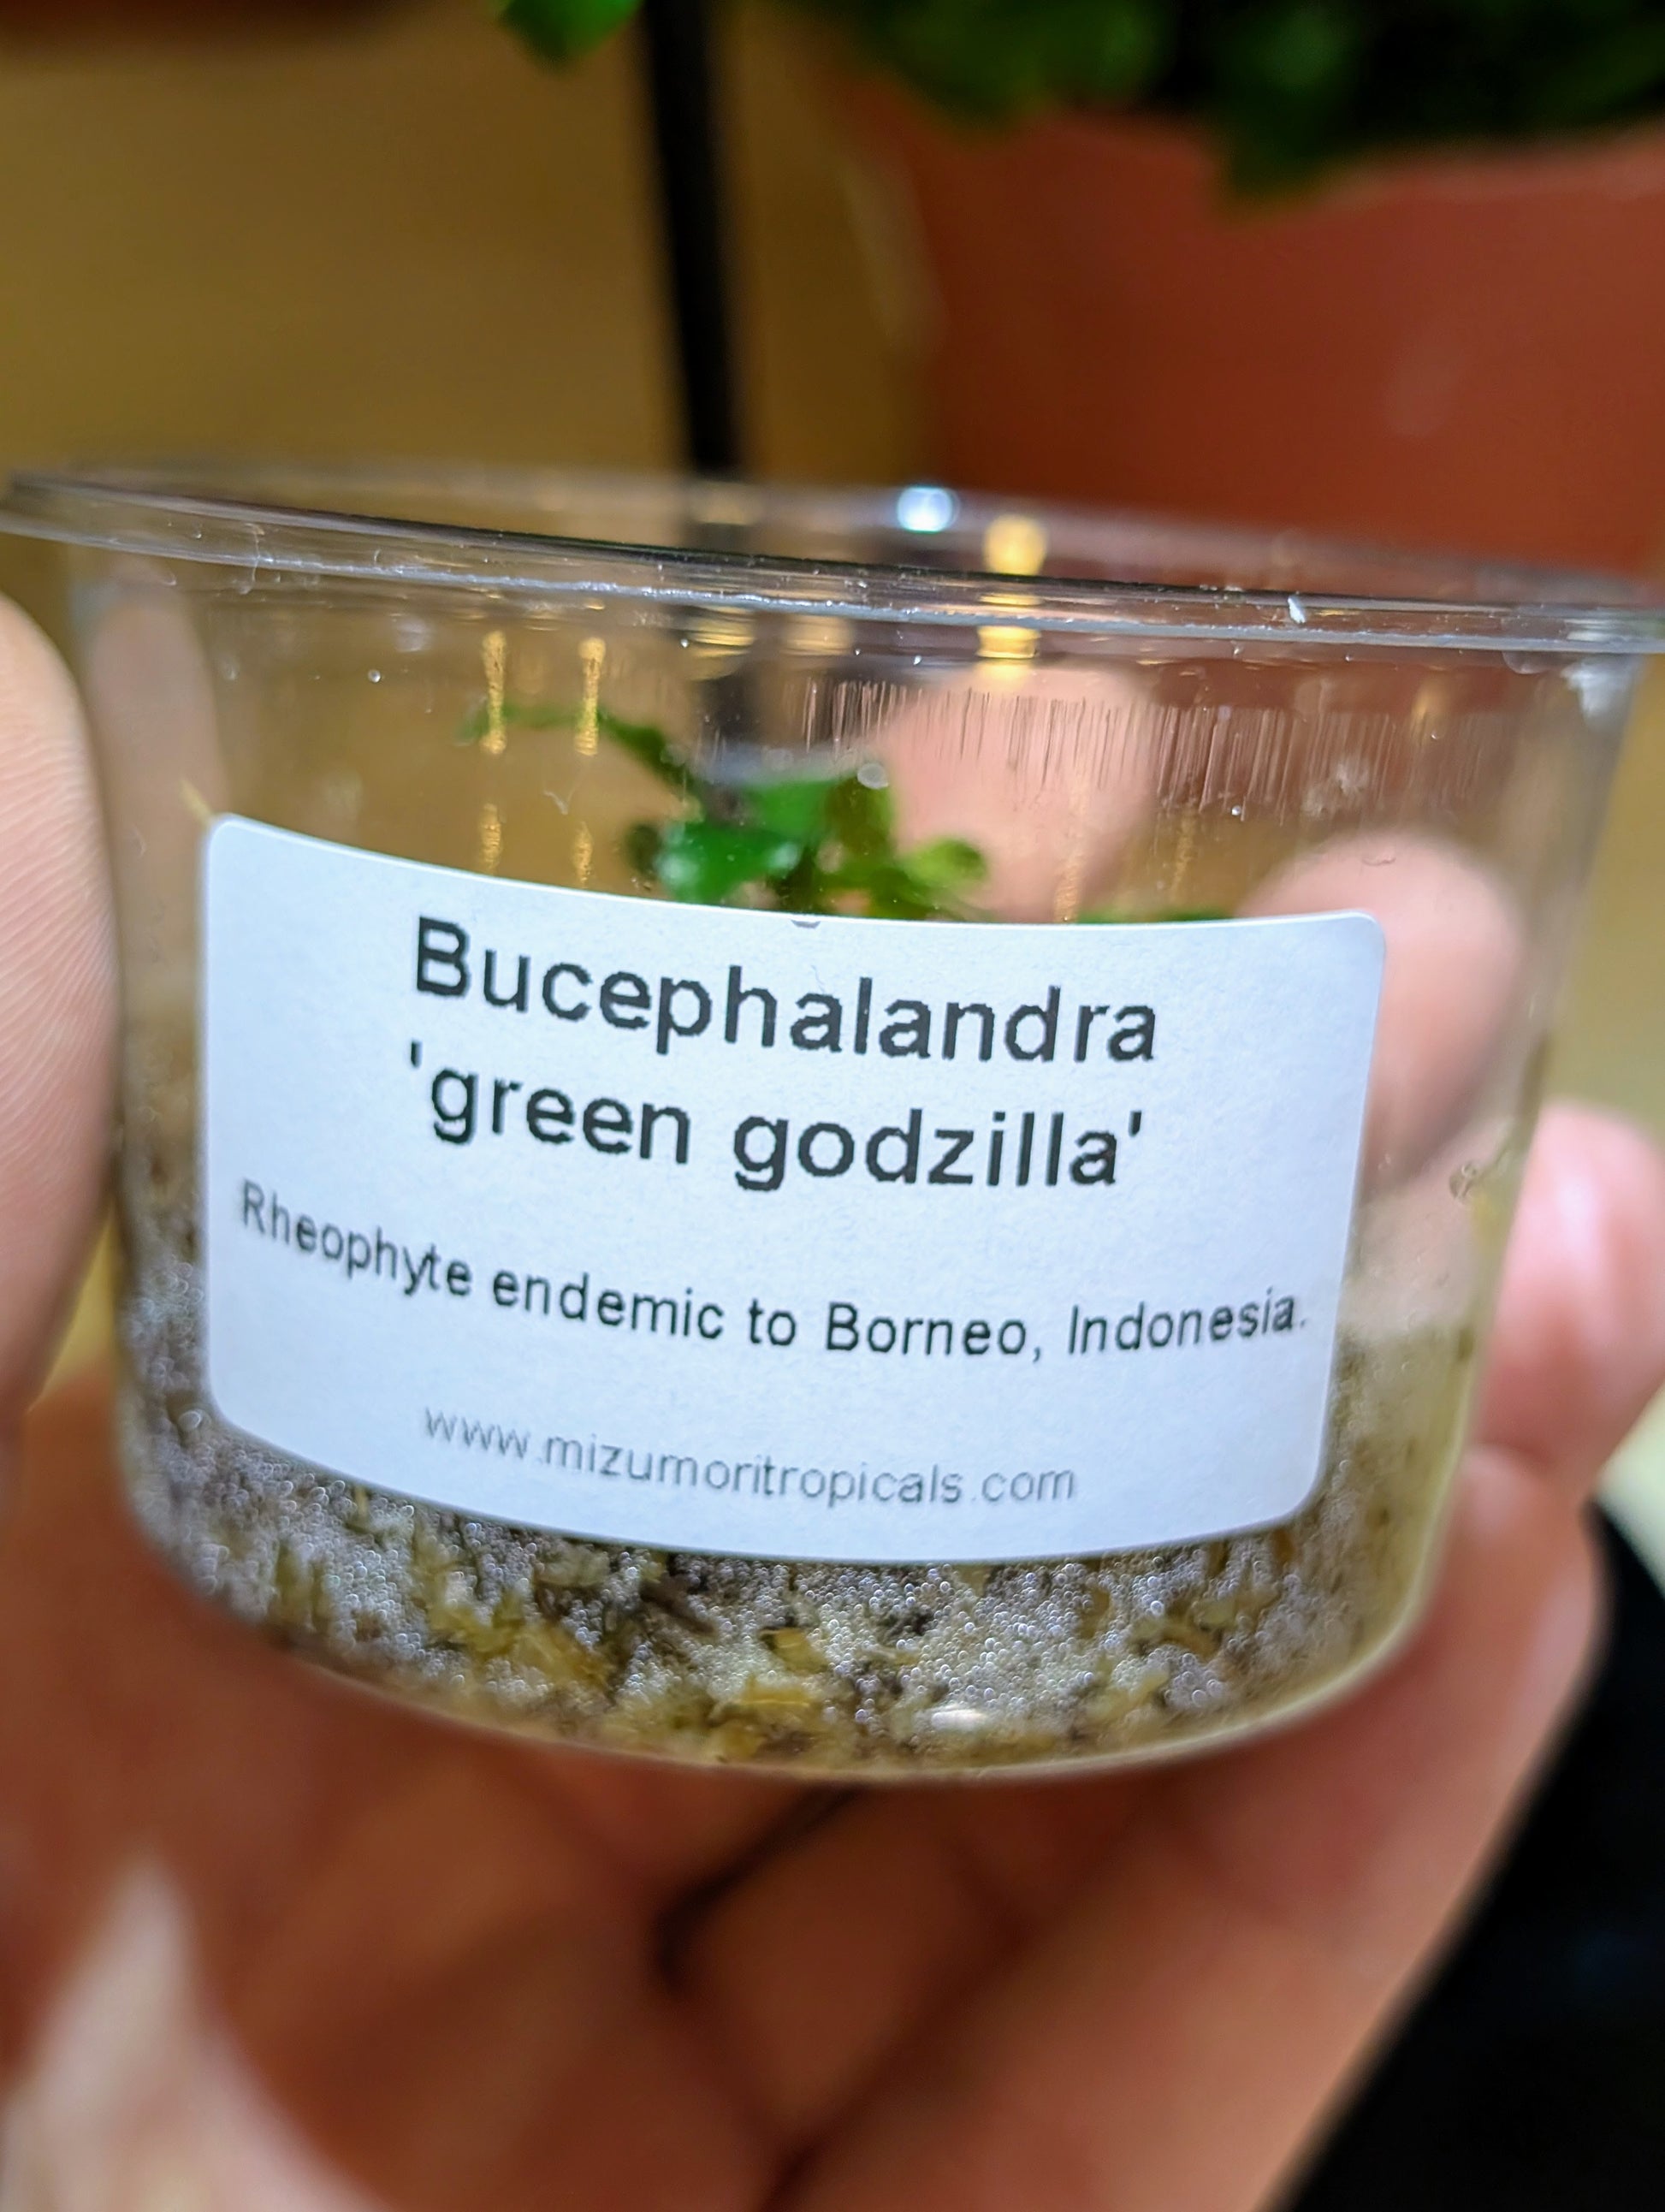 Bucephalandra
'green godzilla'
Rheophyte endemic to Borneo, Indonesia.
www.mizumoritropicals.com